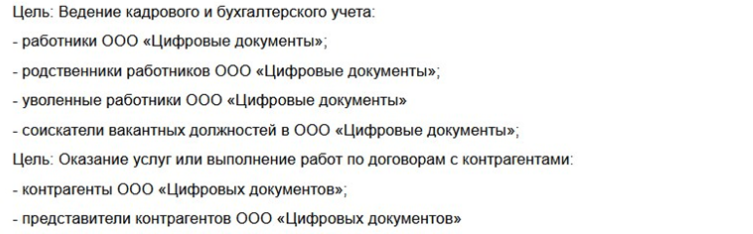 Цель: Ведение кадрового и бухгалтерского учета:
- работники ООО «Цифровые документы»;
- родственники работников ООО «Цифровые документы»;
- уволенные работники ООО «Цифровые документы»
- соискатели вакантных должностей в ООО «Цифровые документы»;
Цель: Оказание услуг или выполнение работ по договорам с контрагентами:
- контрагенты ООО «Цифровых документов»;
- представители контрагентов ООО «Цифровых документов»